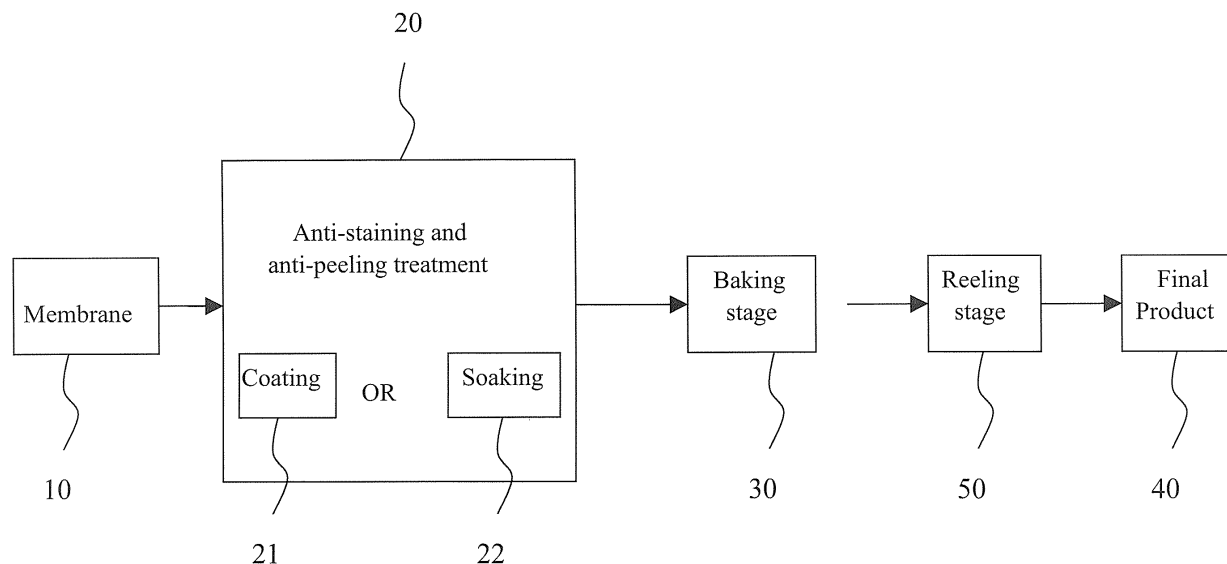 20
Anti-staining and
anti-peeling treatment
Membrane
Baking
stage
Reeling
stage
Final
Product
Coating
OR
Soaking
10
21
22
30
50
40